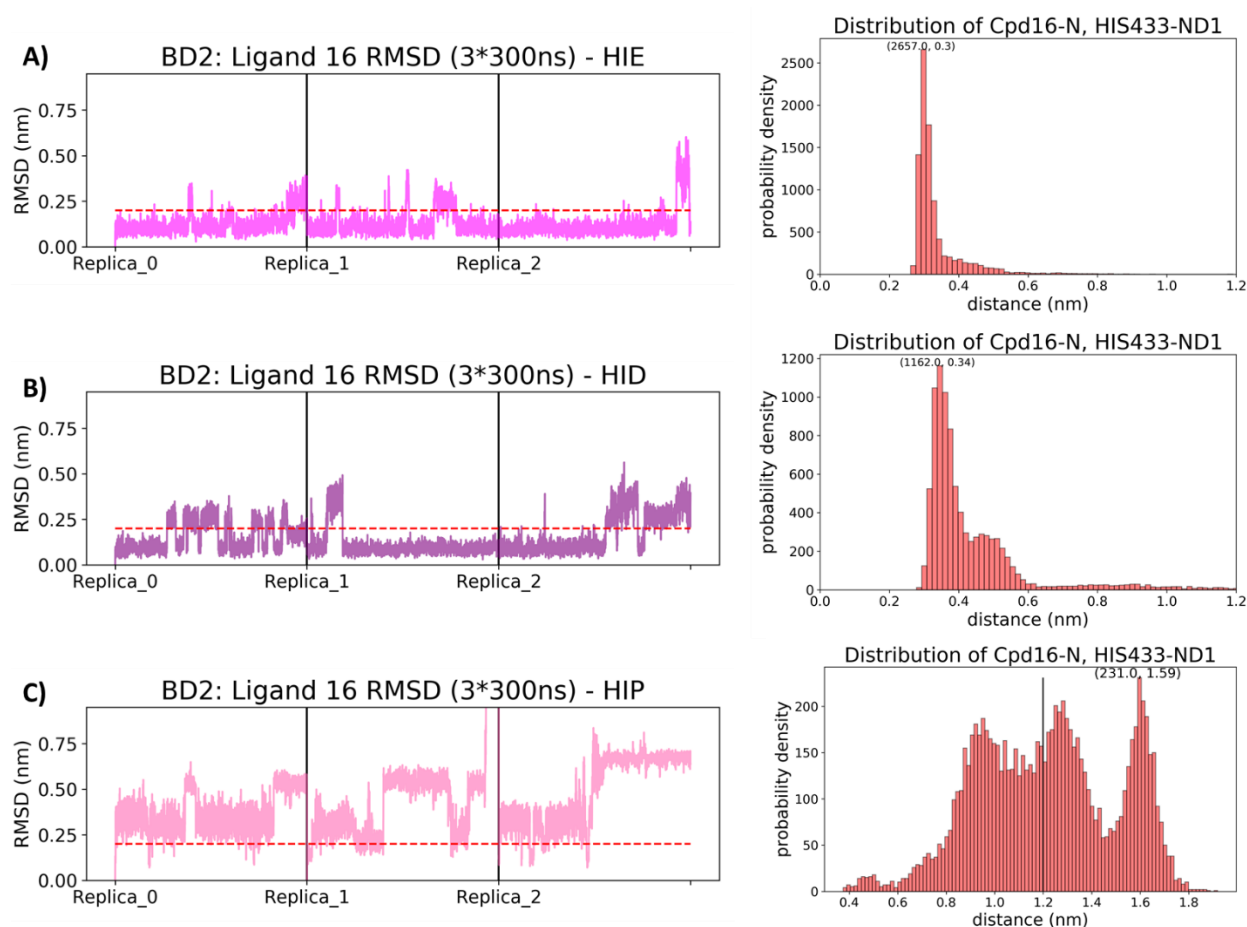 A)
BD2: Ligand 16 RMSD (3*300ns) - HIE
RMSD (nm)
0.75
0.50
0.25
0.00
Replica_0
Replica_1
Replica_2
Distribution of Cpd16-N, HIS433-ND1
(2657.0, 0.3)
probability density
2500
2000
1500
1000
500
0
0.0 0.2 0.4 0.6 0.8 1.0 1.2
distance (nm)
B)
BD2: Ligand 16 RMSD (3*300ns) - HID
RMSD (nm)
0.75
0.50
0.25
0.00
Replica_0
Replica_1
Replica_2
Distribution of Cpd16-N, HIS433-ND1
(1162.0, 0.34)
probability density
1200
1000
800
600
400
200
0
0.0 0.2 0.4 0.6 0.8 1.0 1.2
distance (nm)
C)
BD2: Ligand 16 RMSD (3*300ns) - HIP
RMSD (nm)
0.75
0.50
0.25
0.00
Replica_0
Replica_1
Replica_2
Distribution of Cpd16-N, HIS433-ND1
(231.0, 1.59)
probability density
200
150
100
50
0
0.4 0.6 0.8 1.0 1.2 1.4 1.6 1.8
distance (nm)